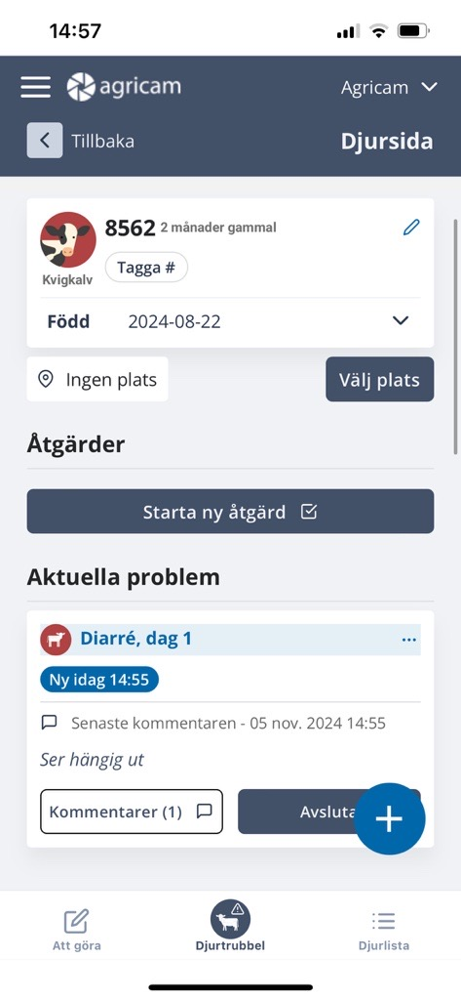 14:57
agricam
Agricam
Tillbaka
Djursida
8562 2 månader gammal
Tagga #
Kvigkalv
Född 2024-08-22
Ingen plats
Välj plats
Åtgärder
Starta ny åtgärd
Aktuella problem
Diarré, dag 1
...
Ny idag 14:55
Senaste kommentaren - 05 nov. 2024 14:55
Ser hängig ut
Kommentarer (1)
Avsluta
+
Att göra
Djurtrubbel
Djurlista